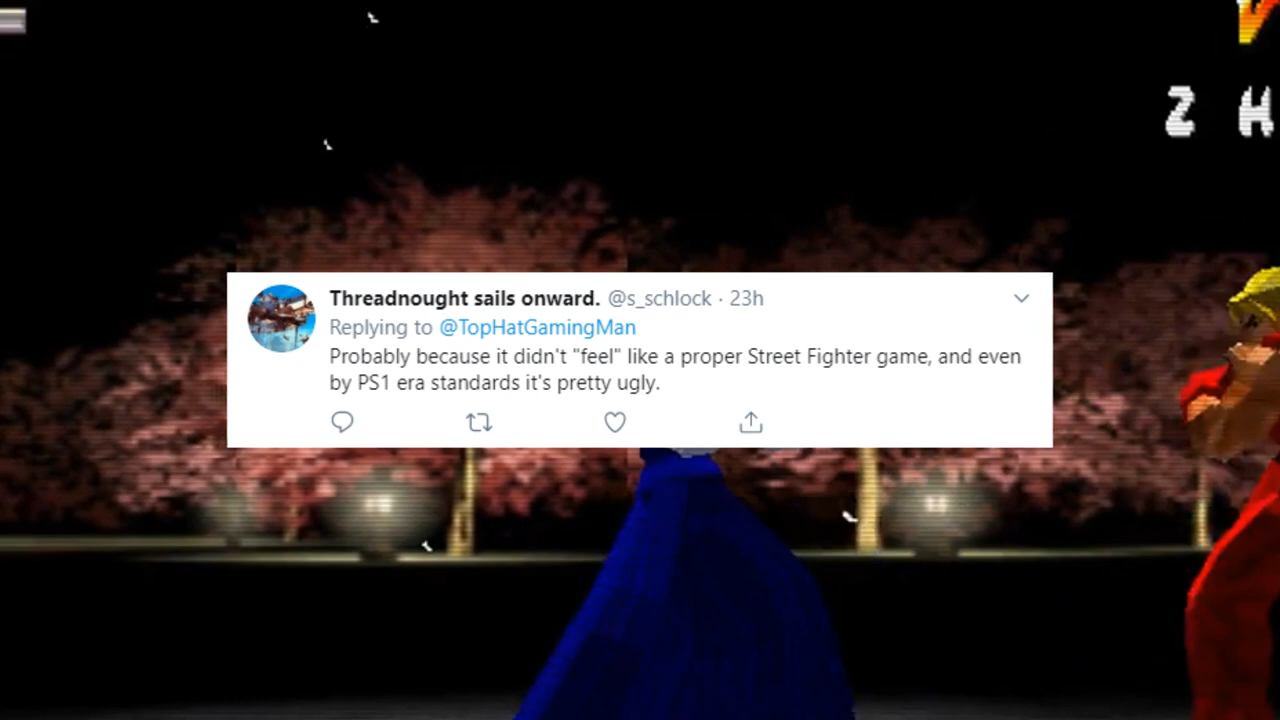 Z H
Threadnought sails onward. @s_schlock · 23h
Replying to @TopHatGamingMan
Probably because it didn't "feel" like a proper Street Fighter game, and even
by PS1 era standards it's pretty ugly.